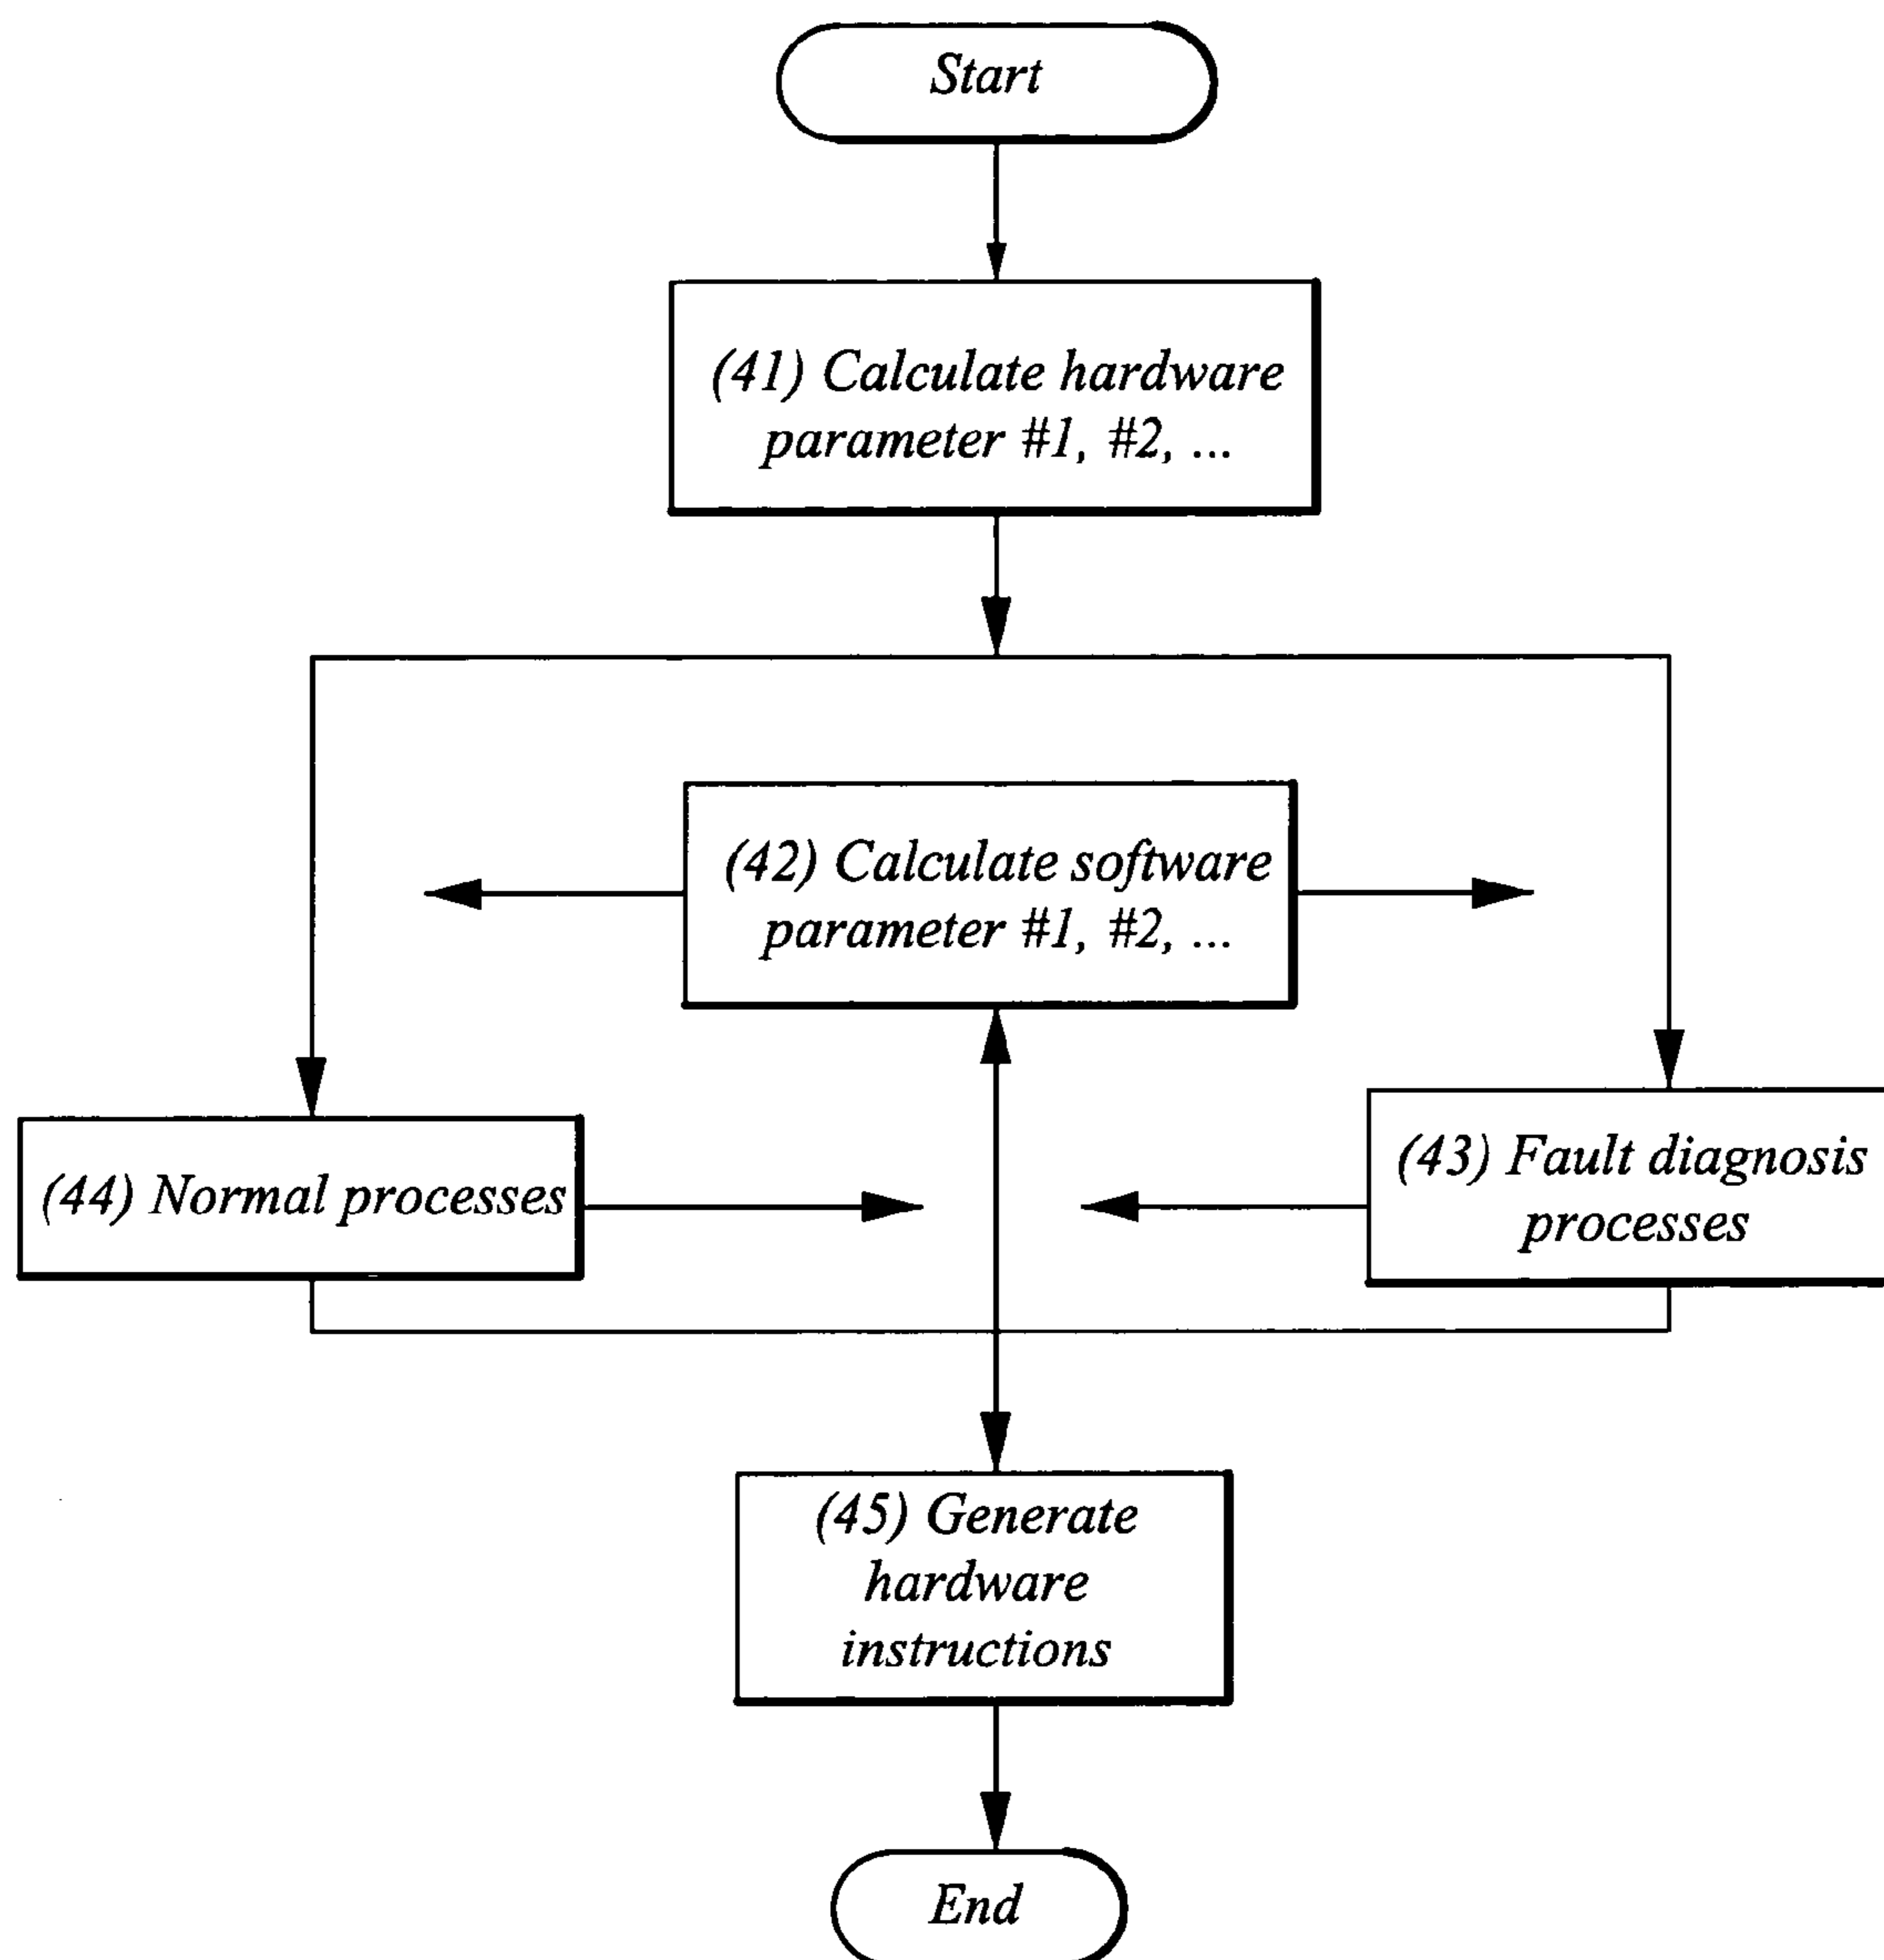 Start
(41) Calculate hardware
parameter #1, #2, ...
(42) Calculate software
parameter #1, #2, ...
(44) Normal processes
(43) Fault diagnosis
processes
(45) Generate
hardware
instructions
End